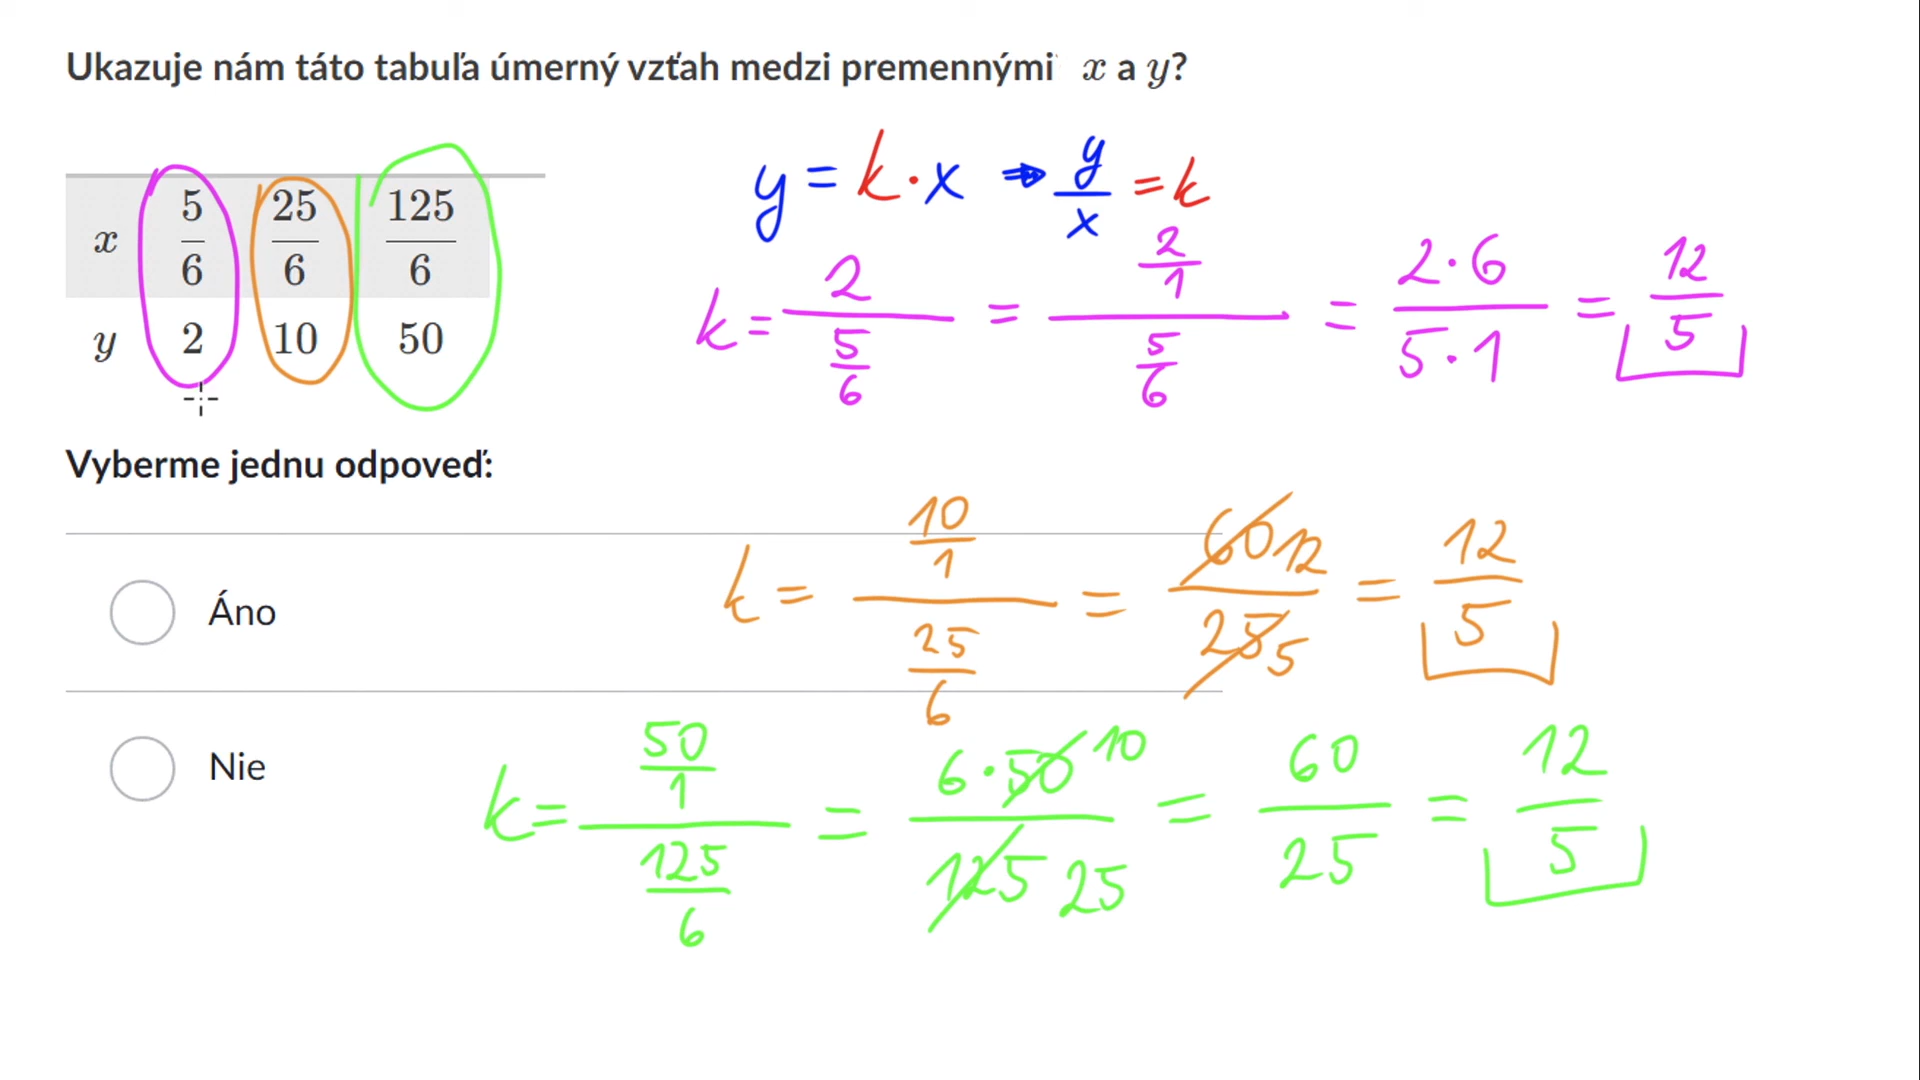 Ukazuje nám táto tabuľa úmerný vzťah medzi premennými x a y?
x 5/6 25/6 125/6
y 2 10 50
y = k · x ⇒ y/x = k
k = 2/(5/6) = (2/1)/(5/6) = (2·6)/(5·1) = 12/5
Vyberme jednu odpoveď:
k = (10/1)/(25/6) = 60 12/25 5 = 12/5
Áno
Nie
k = (50/1)/(125/6) = (6·50 10)/(125 25) = 60/25 = 12/5